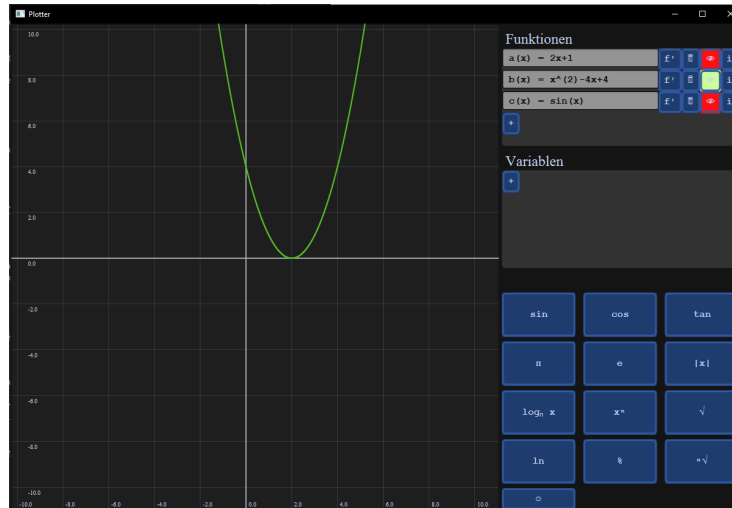 Plotter
10.0
8.0
6.0
4.0
2.0
0.0
-2.0
-4.0
-6.0
-8.0
-10.0
-10.0 -8.0 -6.0 -4.0 -2.0 0.0 2.0 4.0 6.0 8.0 10.0
Funktionen
a(x) = 2x+1 f' i
b(x) = x^(2)-4x+4 f' i
c(x) = sin(x) f' i
+
Variablen
+
sin cos tan
π e |x|
logₙ x xⁿ √
ln % ⁿ√